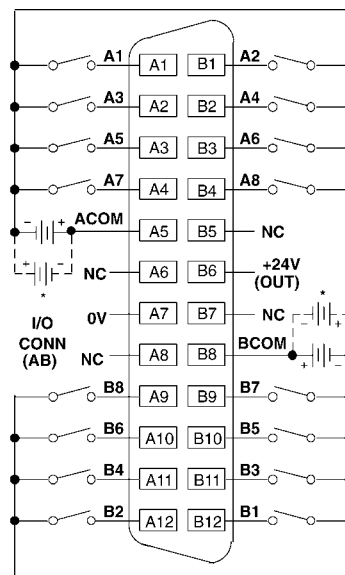 A1 A1 B1 A2
A3 A2 B2 A4
A5 A3 B3 A6
A7 A4 B4 A8
ACOM A5 B5 NC
- +
+ -
*
NC A6 B6 +24V
(OUT)
I/O
CONN
(AB)
0V A7 B7 NC
*
- +
NC A8 B8 BCOM
+ -
B8 A9 B9 B7
B6 A10 B10 B5
B4 A11 B11 B3
B2 A12 B12 B1